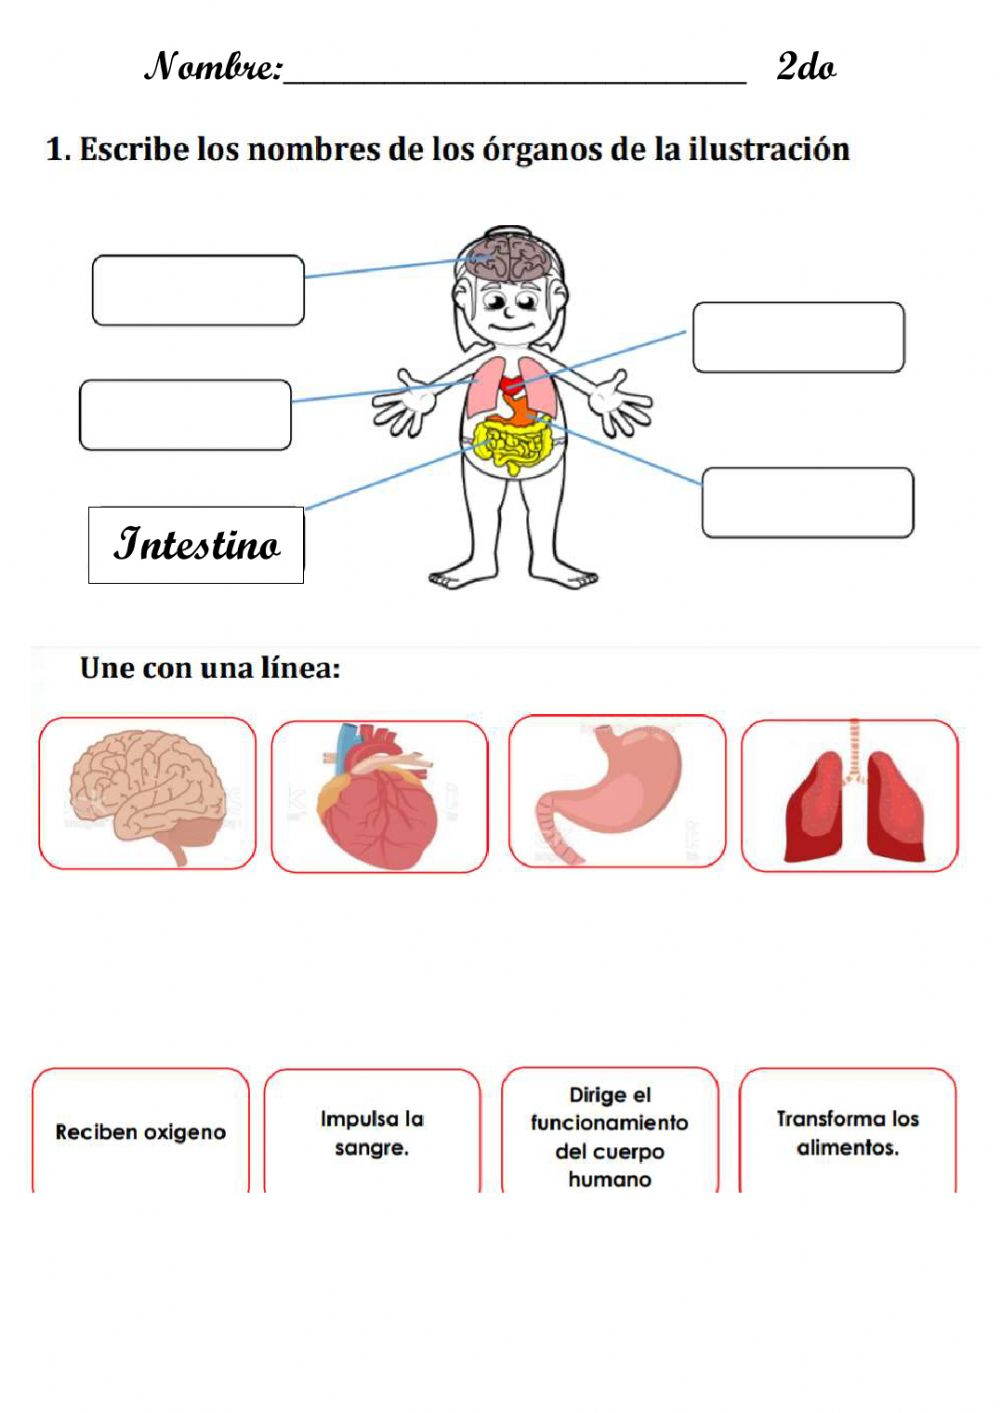 Nombre:________________________ 2do
1. Escribe los nombres de los órganos de la ilustración
Intestino
Une con una línea:
Reciben oxigeno
Impulsa la
sangre.
Dirige el
funcionamiento
del cuerpo
humano
Transforma los
alimentos.